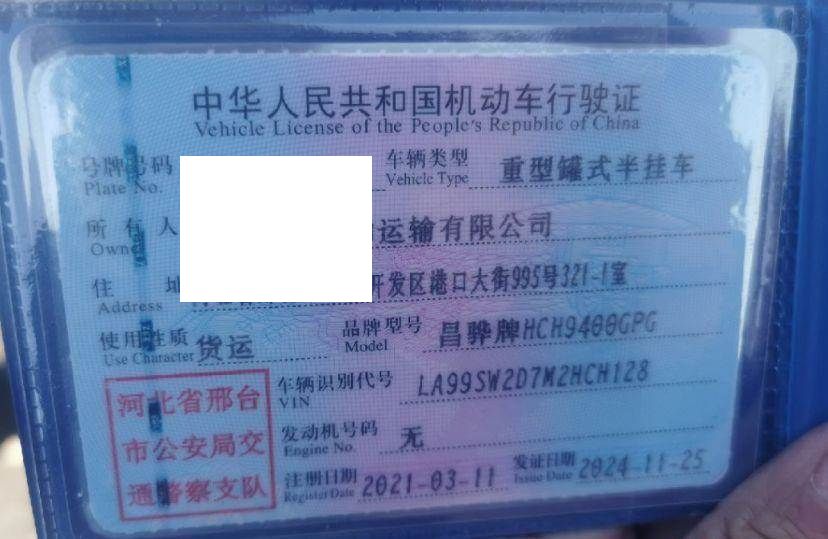 中华人民共和国机动车行驶证
Vehicle License of the People's Republic of China
号牌号码 车辆类型 重型罐式半挂车
Plate No. Vehicle Type
所有人 运输有限公司
Owner
住址 开发区港口大街995号321-1室
Address
使用性质 货运 品牌型号 昌骅牌HCH9400GPG
Use Character Model
河北省邢台 车辆识别代号 LA99SW2D7M2HCH128
VIN
市公安局交 发动机号码 无
Engine No.
通警察支队 注册日期 2021-03-11 发证日期 2024-11-25
Register Date Issue Date